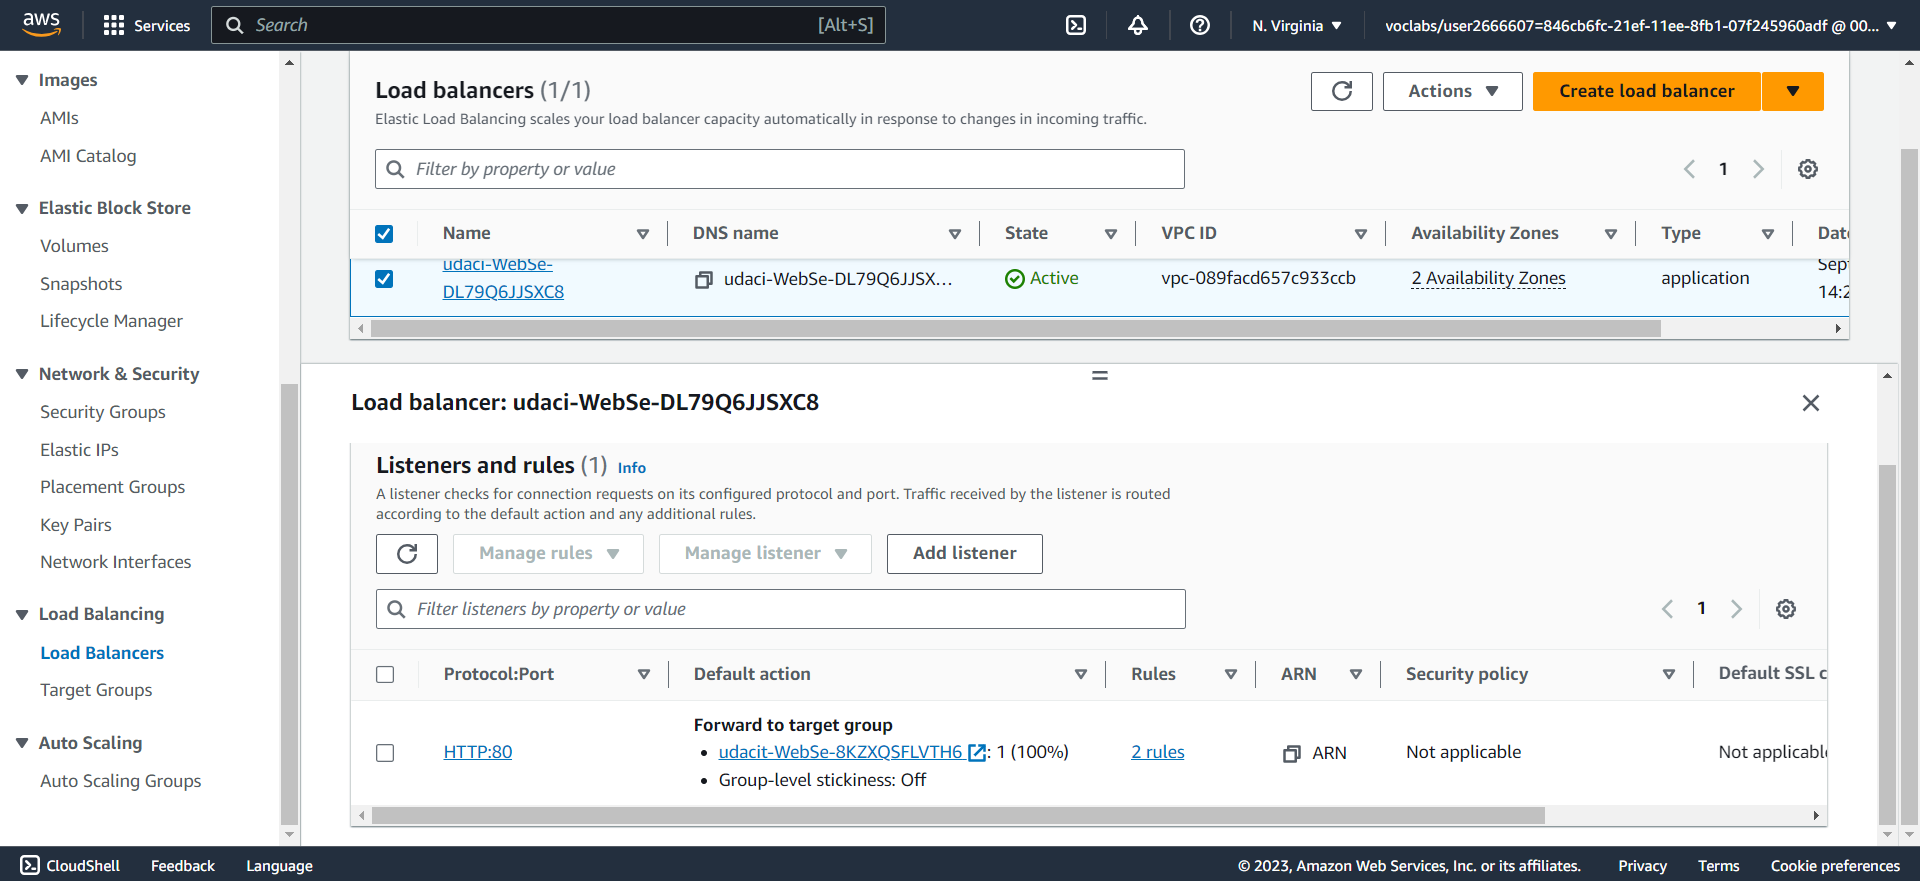 aws
Services
Search
[Alt+S]
N. Virginia
voclabs/user2666607=846cb6fc-21ef-11ee-8fb1-07f245960adf @ 00...
Images
AMIs
AMI Catalog
Elastic Block Store
Volumes
Snapshots
Lifecycle Manager
Network & Security
Security Groups
Elastic IPs
Placement Groups
Key Pairs
Network Interfaces
Load Balancing
Load Balancers
Target Groups
Auto Scaling
Auto Scaling Groups
Load balancers (1/1)
Actions
Create load balancer
Elastic Load Balancing scales your load balancer capacity automatically in response to changes in incoming traffic.
Filter by property or value
1
Name
DNS name
State
VPC ID
Availability Zones
Type
Date
udaci-WebSe-
DL79Q6JJSXC8
udaci-WebSe-DL79Q6JJSX...
Active
vpc-089facd657c933ccb
2 Availability Zones
application
Sept
14:2
Load balancer: udaci-WebSe-DL79Q6JJSXC8
Listeners and rules (1) Info
A listener checks for connection requests on its configured protocol and port. Traffic received by the listener is routed
according to the default action and any additional rules.
Manage rules
Manage listener
Add listener
Filter listeners by property or value
1
Protocol:Port
Default action
Rules
ARN
Security policy
Default SSL c
HTTP:80
Forward to target group
• udacit-WebSe-8KZXQSFLVTH6 : 1 (100%)
• Group-level stickiness: Off
2 rules
ARN
Not applicable
Not applicable
CloudShell
Feedback
Language
© 2023, Amazon Web Services, Inc. or its affiliates.
Privacy
Terms
Cookie preferences